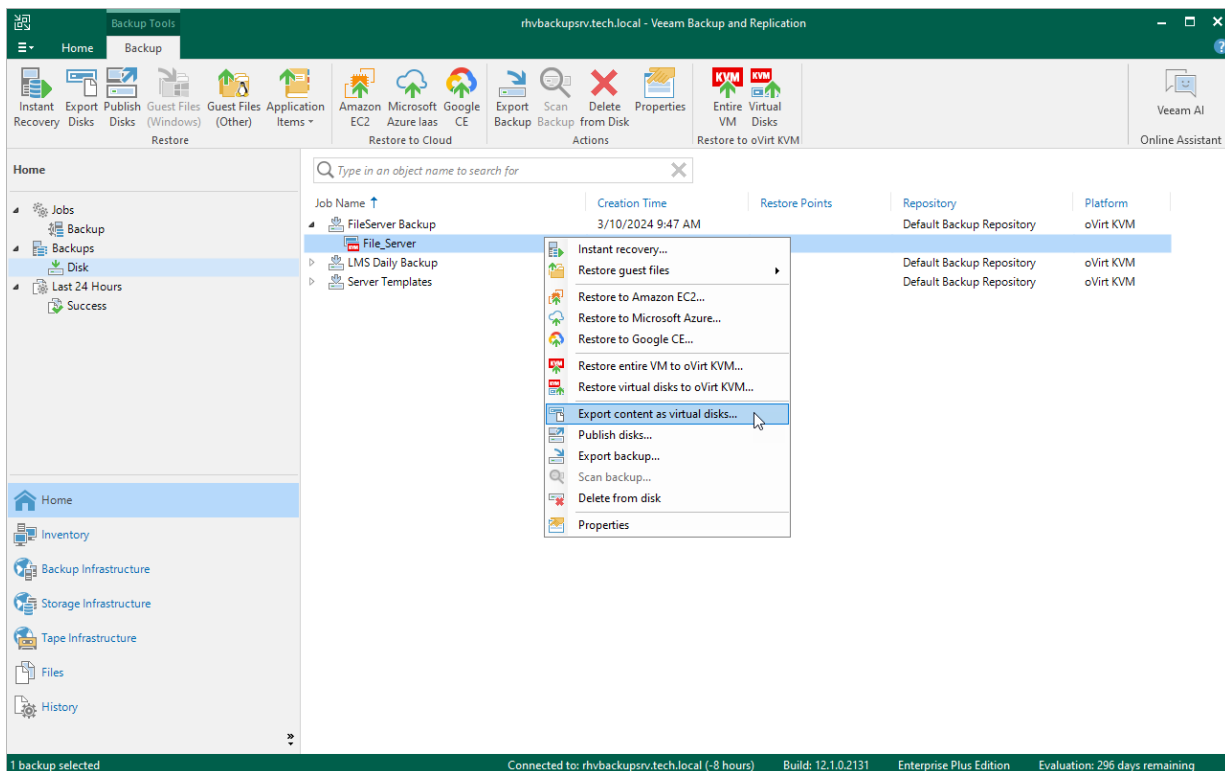 Backup Tools
rhvbackupsrv.tech.local - Veeam Backup and Replication
Home Backup
Instant Recovery
Export Disks
Publish Disks
Guest Files (Windows)
Guest Files (Other)
Application Items
Restore
Amazon EC2
Microsoft Azure Iaas
Google CE
Restore to Cloud
Export Backup
Scan Backup
Delete from Disk
Properties
Actions
KVM KVM
Entire VM
Virtual Disks
Restore to oVirt KVM
Veeam AI
Online Assistant
Home
Jobs
Backup
Backups
Disk
Last 24 Hours
Success
Home
Inventory
Backup Infrastructure
Storage Infrastructure
Tape Infrastructure
Files
History
Type in an object name to search for
Job Name Creation Time Restore Points Repository Platform
FileServer Backup 3/10/2024 9:47 AM Default Backup Repository oVirt KVM
File_Server
LMS Daily Backup Default Backup Repository oVirt KVM
Server Templates Default Backup Repository oVirt KVM
Instant recovery...
Restore guest files
Restore to Amazon EC2...
Restore to Microsoft Azure...
Restore to Google CE...
Restore entire VM to oVirt KVM...
Restore virtual disks to oVirt KVM...
Export content as virtual disks...
Publish disks...
Export backup...
Scan backup...
Delete from disk
Properties
1 backup selected
Connected to: rhvbackupsrv.tech.local (-8 hours) Build: 12.1.0.2131 Enterprise Plus Edition Evaluation: 296 days remaining